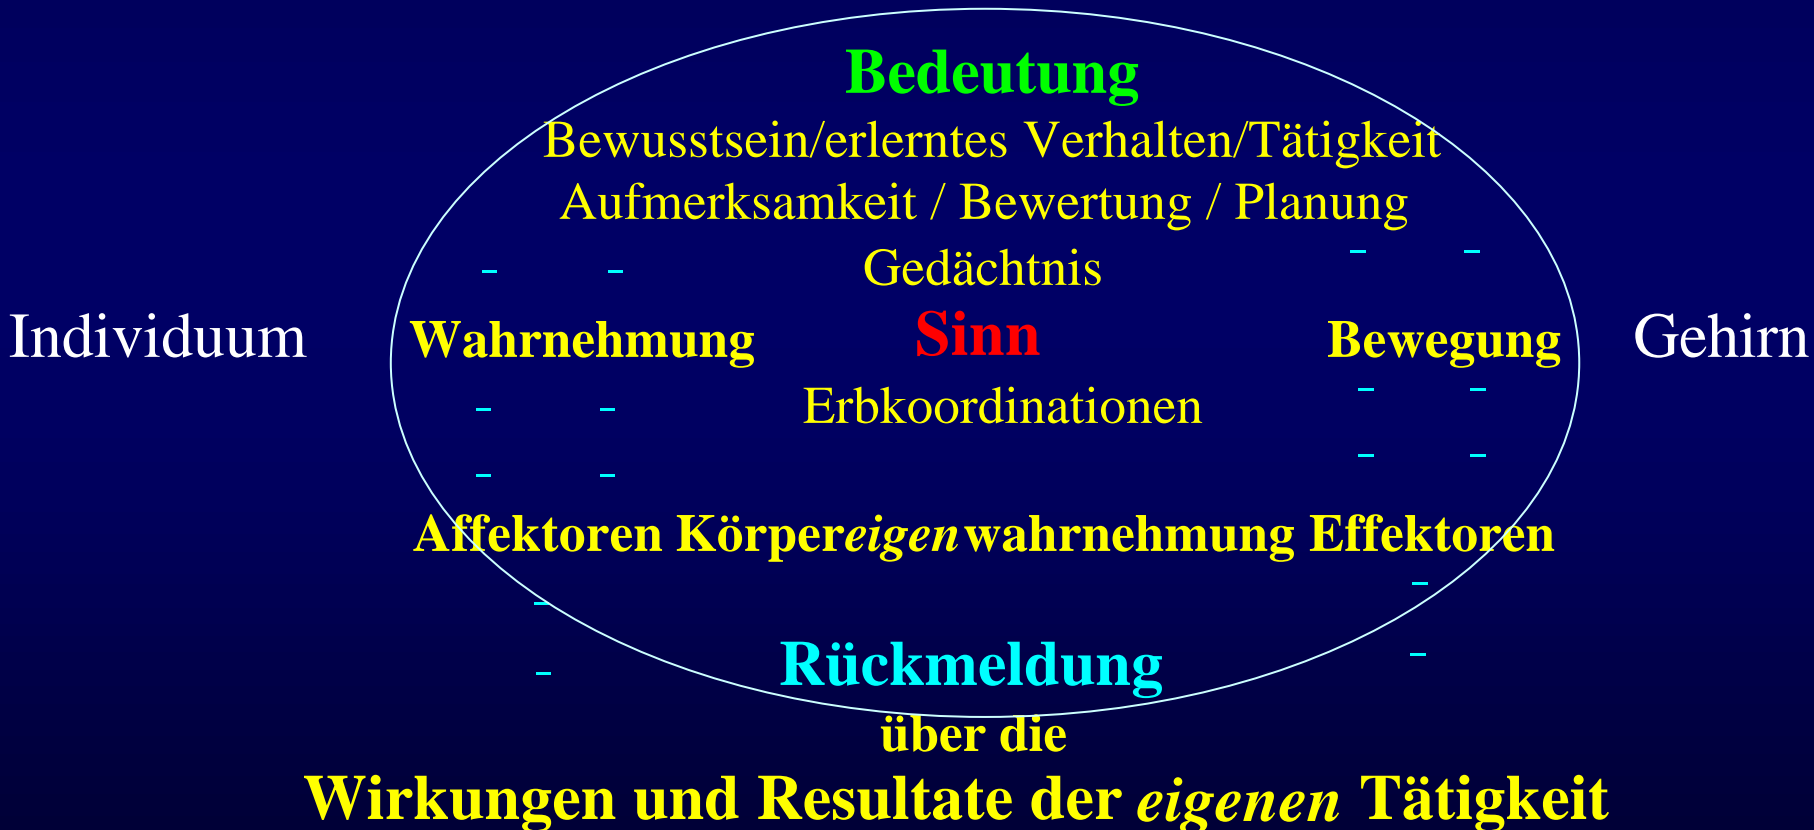 Bedeutung
Bewusstsein/erlerntes Verhalten/Tätigkeit
Aufmerksamkeit / Bewertung / Planung
- - Gedächtnis - -
Individuum Wahrnehmung Sinn Bewegung Gehirn
- - Erbkoordinationen - -
- - - -
Affektoren Körpereigenwahrnehmung Effektoren
- -
- Rückmeldung -
über die
Wirkungen und Resultate der eigenen Tätigkeit